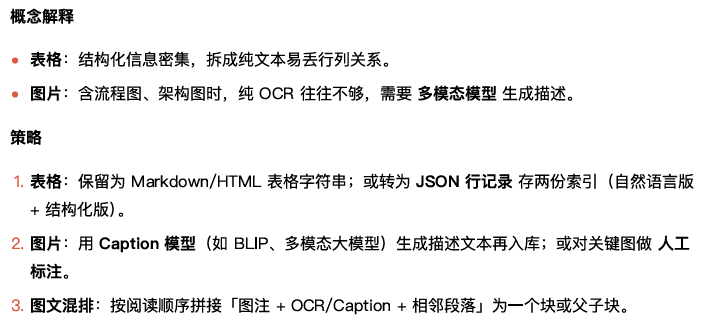 概念解释
• 表格：结构化信息密集，拆成纯文本易丢行列关系。
• 图片：含流程图、架构图时，纯 OCR 往往不够，需要 多模态模型 生成描述。
策略
1. 表格：保留为 Markdown/HTML 表格字符串；或转为 JSON 行记录 存两份索引（自然语言版
+ 结构化版）。
2. 图片：用 Caption 模型（如 BLIP、多模态大模型）生成描述文本再入库；或对关键图做 人工
标注。
3. 图文混排：按阅读顺序拼接「图注 + OCR/Caption + 相邻段落」为一个块或父子块。